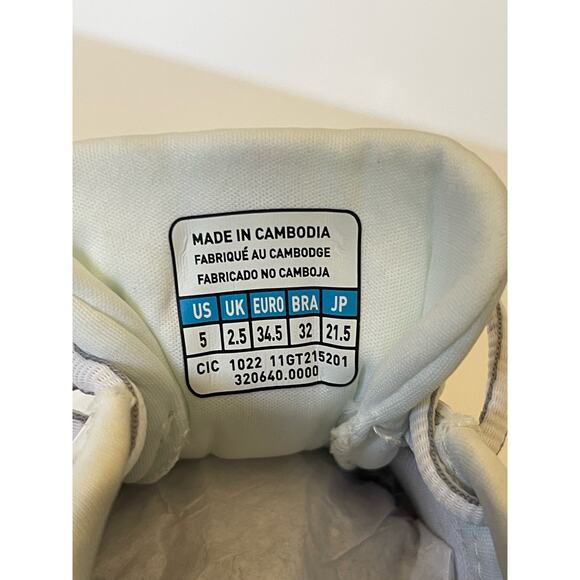 MADE IN CAMBODIA
FABRIQUÉ AU CAMBODGE
FABRICADO NO CAMBOJA
US UK EURO BRA JP
5 2.5 34.5 32 21.5
CIC 1022 11GT215201
320640.0000